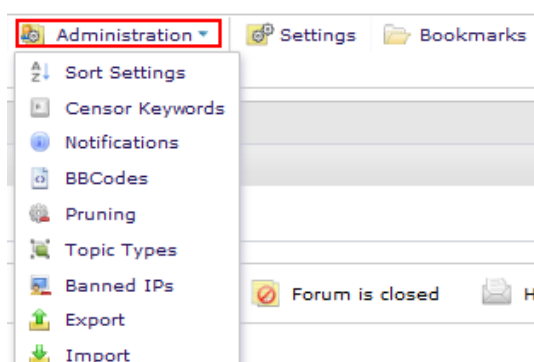 Administration Settings Bookmarks
Sort Settings
Censor Keywords
Notifications
BBCodes
Pruning
Topic Types
Banned IPs
Forum is closed H
Export
Import